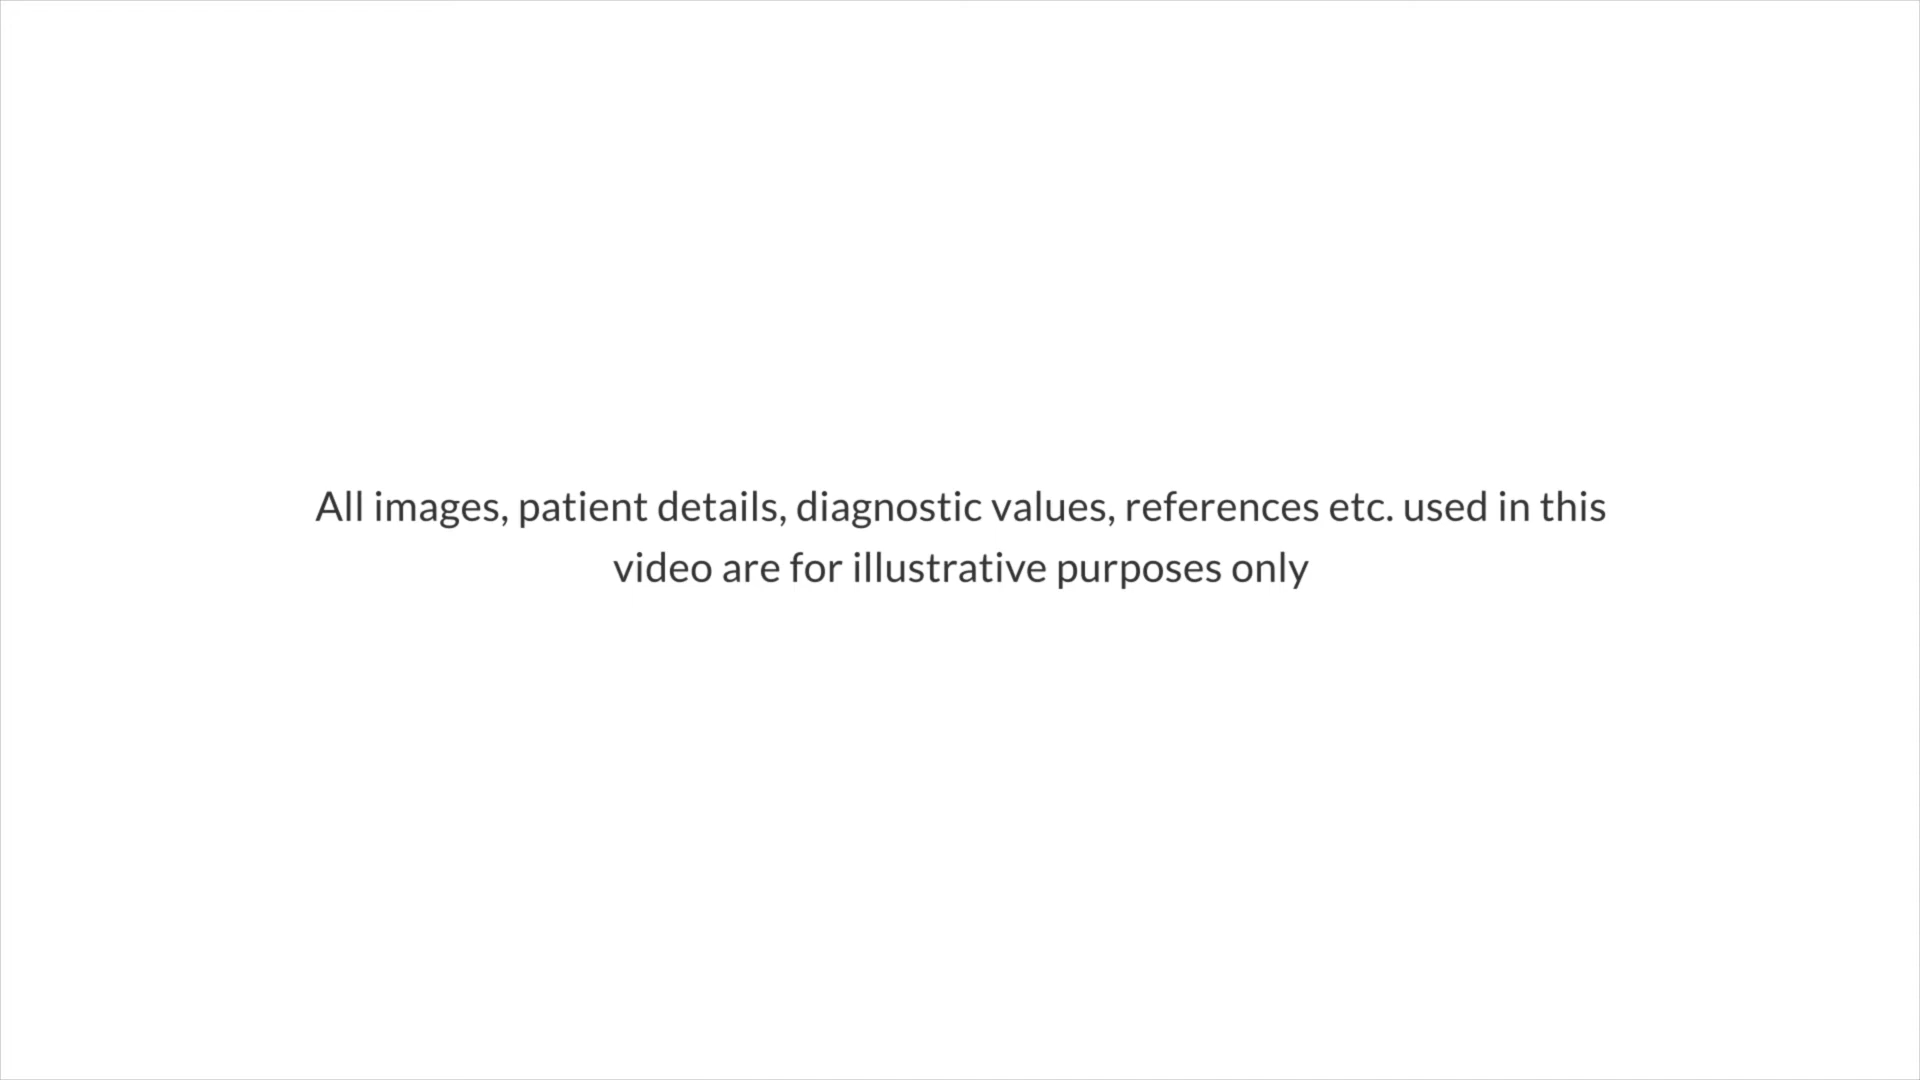 All images, patient details, diagnostic values, references etc. used in this
video are for illustrative purposes only